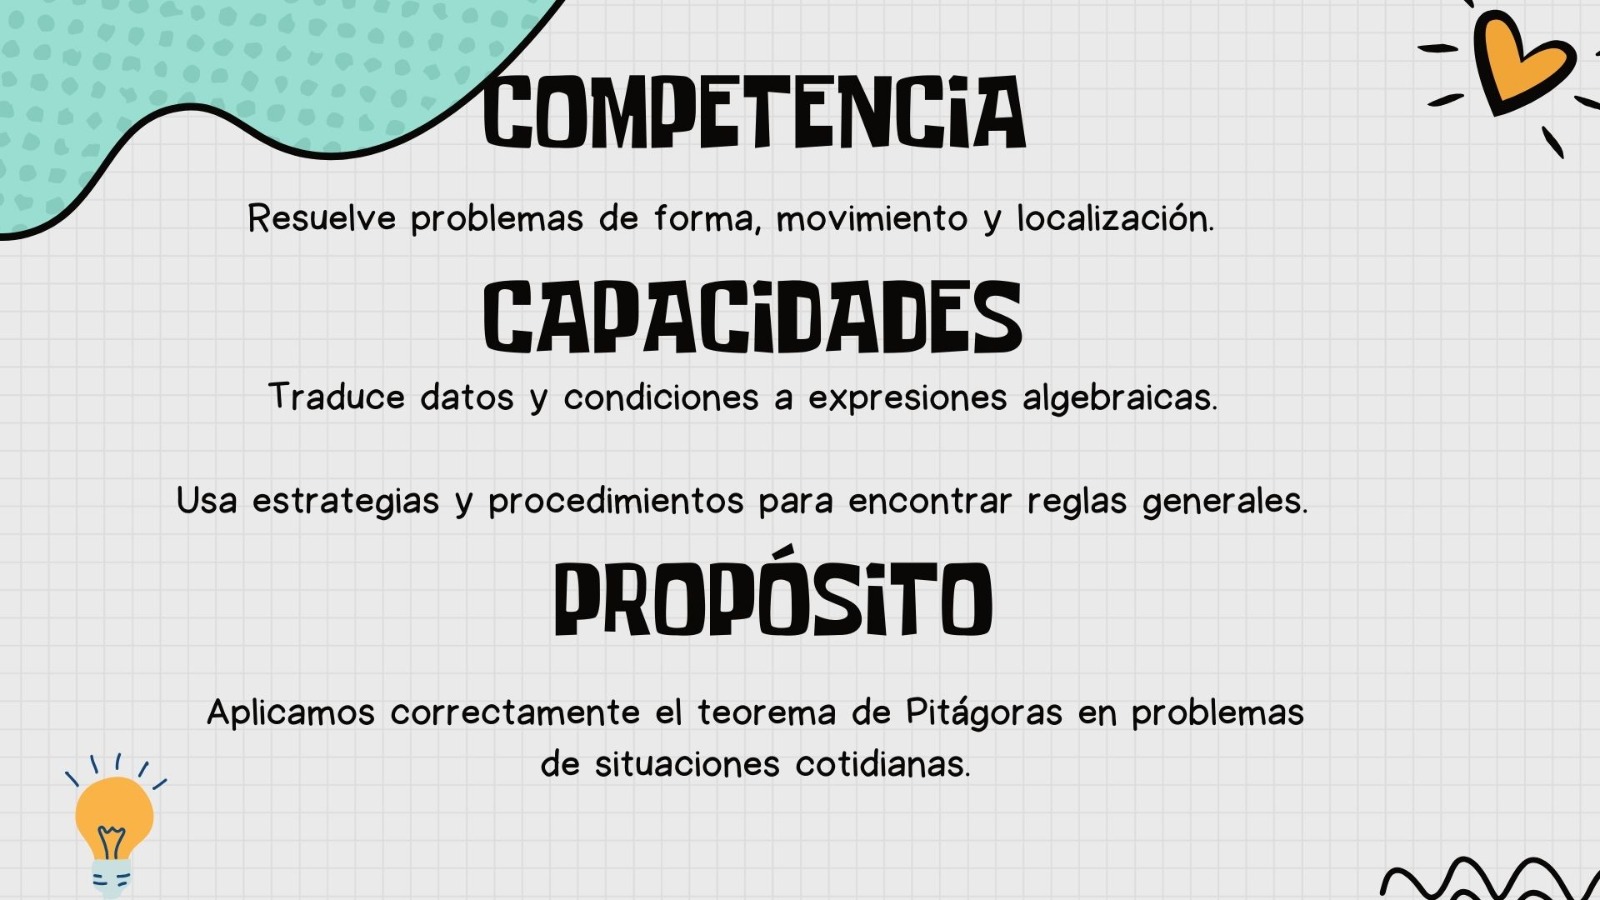 COMPETENCIA
Resuelve problemas de forma, movimiento y localización.
CAPACIDADES
Traduce datos y condiciones a expresiones algebraicas.
Usa estrategias y procedimientos para encontrar reglas generales.
PROPÓSITO
Aplicamos correctamente el teorema de Pitágoras en problemas
de situaciones cotidianas.